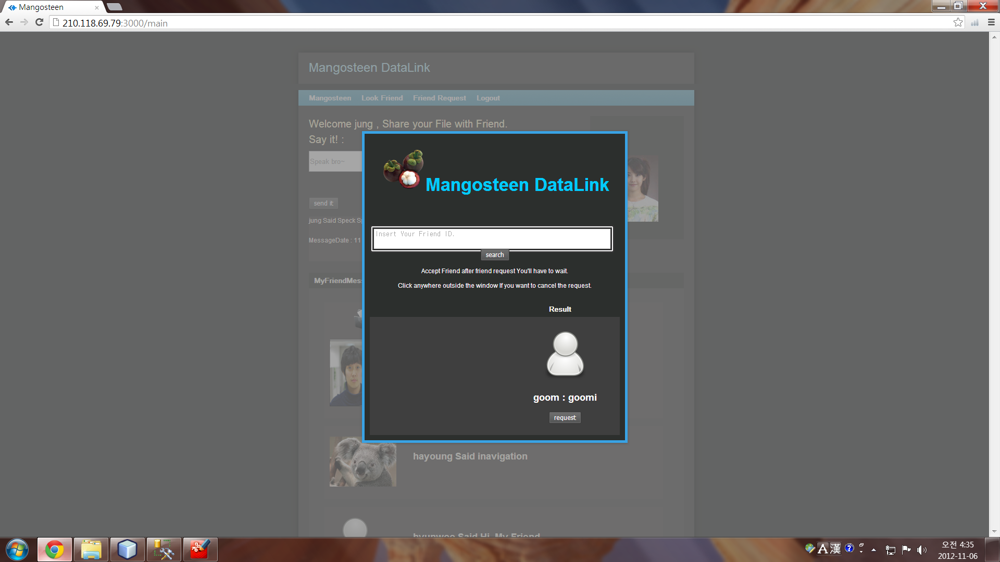 Mangosteen
210.118.69.79:3000/main
Mangosteen DataLink
Mangosteen Look Friend Friend Request Logout
Welcome jung , Share your File with Friend.
Say it! :
Speak bro~
send it
jung Said Speck
MessageDate : 11
MyFriendMess
Mangosteen DataLink
Insert Your Friend ID.
search
Accept Friend after friend request You'll have to wait.
Click anywhere outside the window If you want to cancel the request.
Result
goom : goomi
request
hayoung Said inavigation
hyunwoo Said Hi, My Friend
A 漢
오전 4:35
2012-11-06